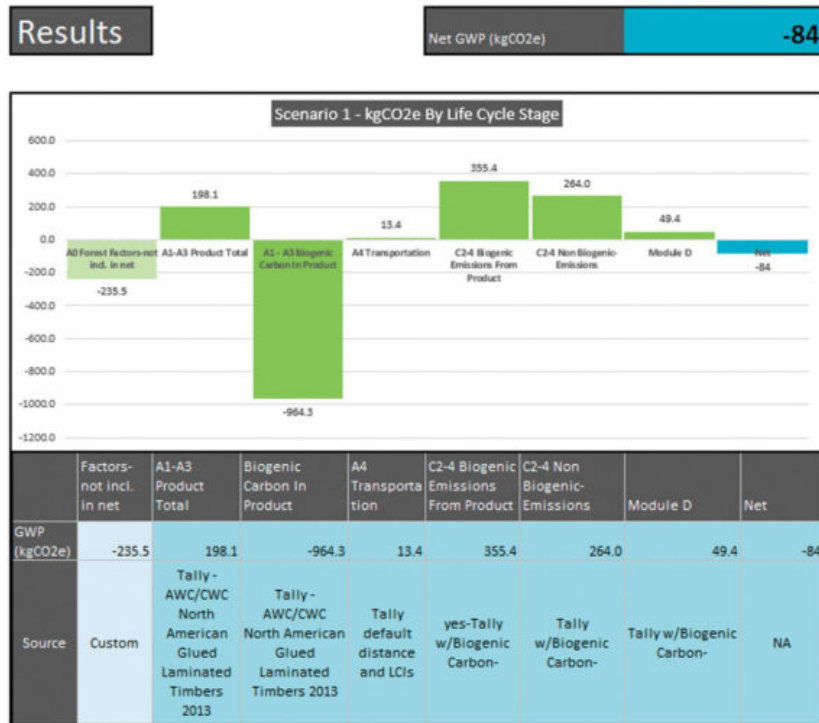 Results
Net GWP (kgCO2e)
-84
Scenario 1 - kgCO2e By Life Cycle Stage
600.0
400.0
200.0
0.0
-200.0
-400.0
-600.0
-800.0
-1000.0
-1200.0
A0 Forest Factors-not
incl. in net
-235.5
198.1
A1-A3 Product Total
A1 - A3 Biogenic
Carbon In Product
-964.3
13.4
A4 Transportation
355.4
C2-4 Biogenic
Emissions From
Product
264.0
C2-4 Non Biogenic-
Emissions
49.4
Module D
Net
-84
Factors-
not incl.
in net
A1-A3
Product
Total
Biogenic
Carbon In
Product
A4
Transporta
tion
C2-4 Biogenic
Emissions
From Product
C2-4 Non
Biogenic-
Emissions
Module D
Net
GWP
(kgCO2e)
-235.5
198.1
-964.3
13.4
355.4
264.0
49.4
-84
Source
Custom
Tally -
AWC/CWC
North
American
Glued
Laminated
Timbers
2013
Tally -
AWC/CWC
North American
Glued
Laminated
Timbers 2013
Tally
default
distance
and LCIs
yes-Tally
w/Biogenic
Carbon-
Tally
w/Biogenic
Carbon-
Tally w/Biogenic
Carbon-
NA